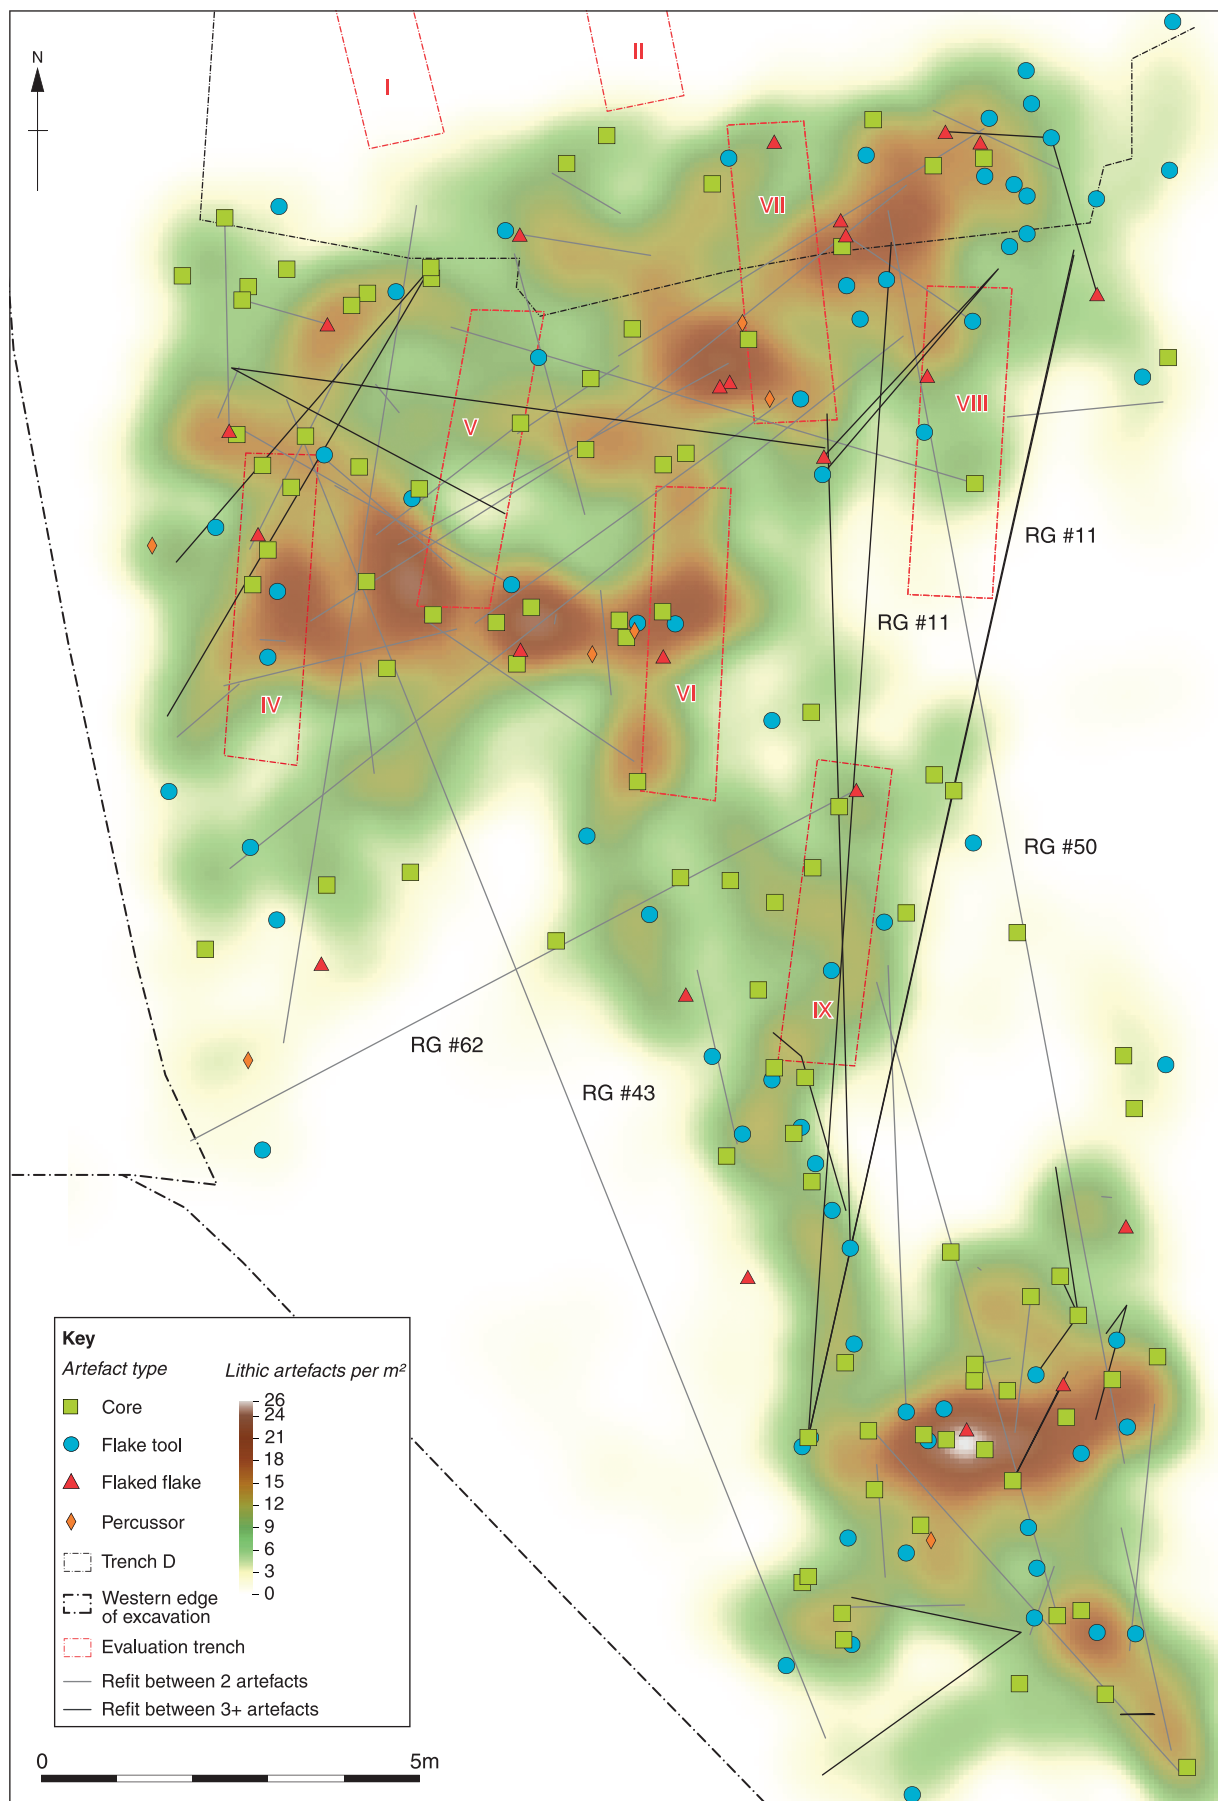 N
I
II
VII
V
VIII
RG #11
RG #11
VI
IV
RG #50
IX
RG #62
RG #43
Key
Artefact type
Lithic artefacts per m²
Core
Flake tool
Flaked flake
Percussor
Trench D
Western edge
of excavation
Evaluation trench
Refit between 2 artefacts
Refit between 3+ artefacts
26
24
21
18
15
12
9
6
3
0
0
5m